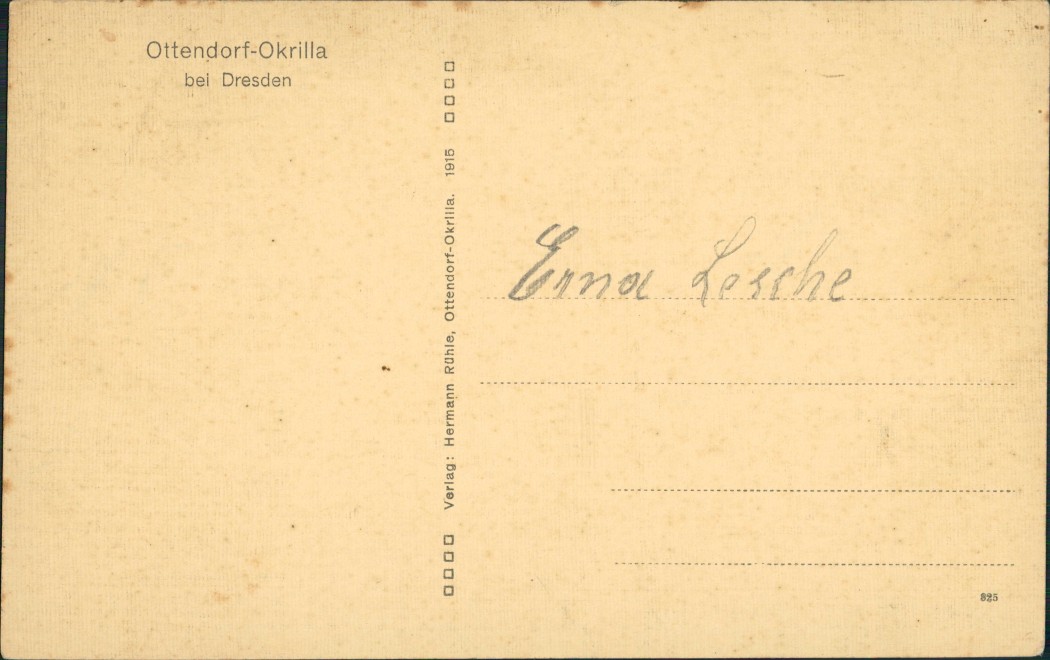 Ottendorf-Okrilla
bei Dresden
Verlag: Hermann Rühle, Ottendorf-Okrilla. 1915
Erna Lesche
825